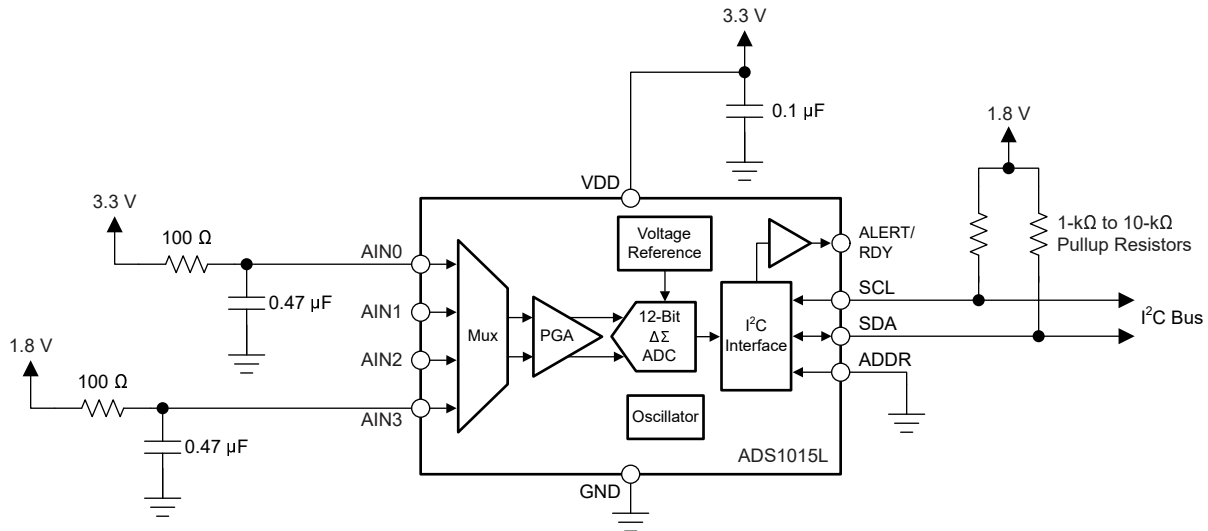 3.3 V
0.1 µF
1.8 V
VDD
3.3 V
1-kΩ to 10-kΩ
Pullup Resistors
100 Ω
Voltage
Reference
ALERT/
RDY
AIN0
0.47 µF
SCL
AIN1
Mux
PGA
12-Bit
ΔΣ
ADC
I²C
Interface
SDA
I²C Bus
1.8 V
AIN2
ADDR
100 Ω
AIN3
Oscillator
0.47 µF
ADS1015L
GND